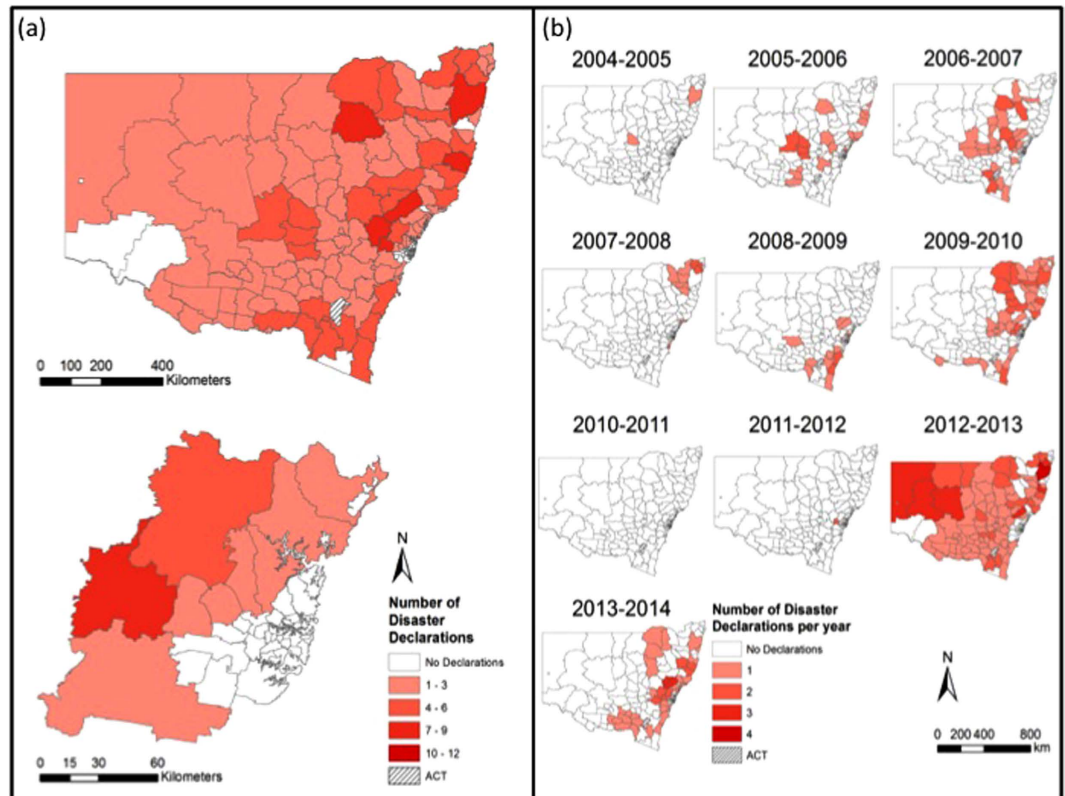 (a)
0 100 200 400
Kilometers
N
Number of
Disaster
Declarations
No Declarations
1 - 3
4 - 6
7 - 9
10 - 12
ACT
0 15 30 60
Kilometers
(b)
2004-2005 2005-2006 2006-2007
2007-2008 2008-2009 2009-2010
2010-2011 2011-2012 2012-2013
2013-2014
Number of Disaster
Declarations per year
No Declarations
1
2
3
4
ACT
N
0 200 400 800
km